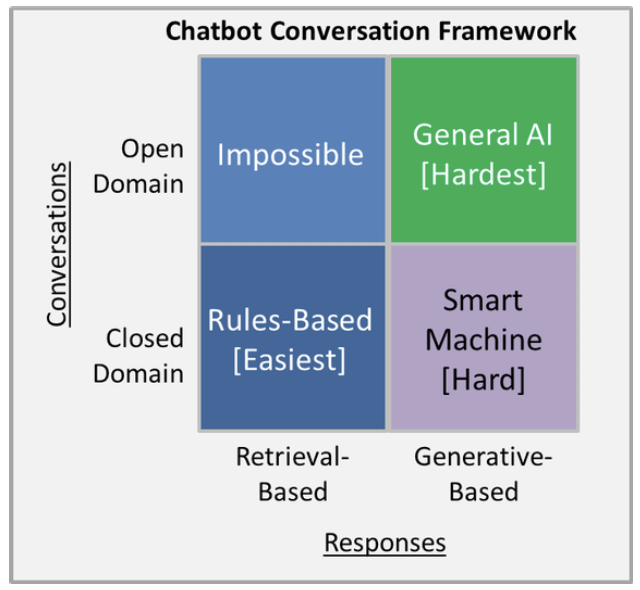 Chatbot Conversation Framework
Conversations
Open
Domain
Impossible
General AI
[Hardest]
Closed
Domain
Rules-Based
[Easiest]
Smart
Machine
[Hard]
Retrieval-
Based
Generative-
Based
Responses